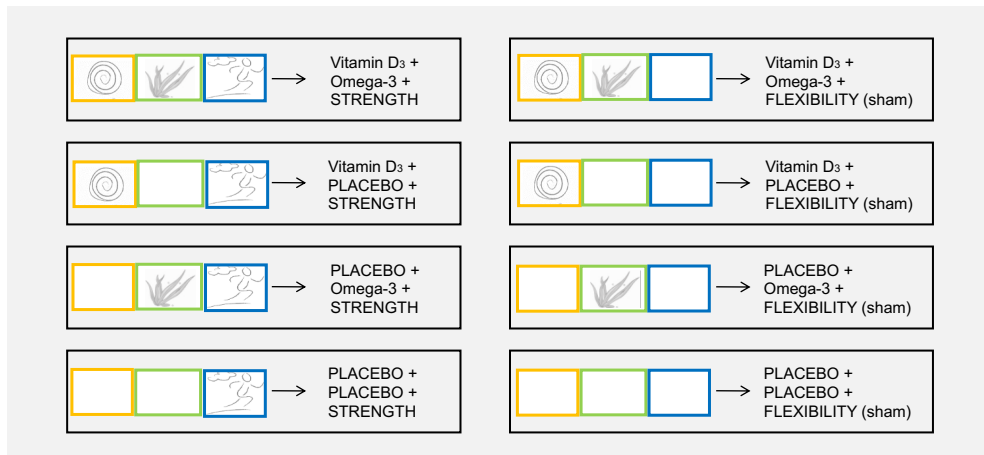 Vitamin D₃ +
Omega-3 +
STRENGTH
Vitamin D₃ +
Omega-3 +
FLEXIBILITY (sham)
Vitamin D₃ +
PLACEBO +
STRENGTH
Vitamin D₃ +
PLACEBO +
FLEXIBILITY (sham)
PLACEBO +
Omega-3 +
STRENGTH
PLACEBO +
Omega-3 +
FLEXIBILITY (sham)
PLACEBO +
PLACEBO +
STRENGTH
PLACEBO +
PLACEBO +
FLEXIBILITY (sham)